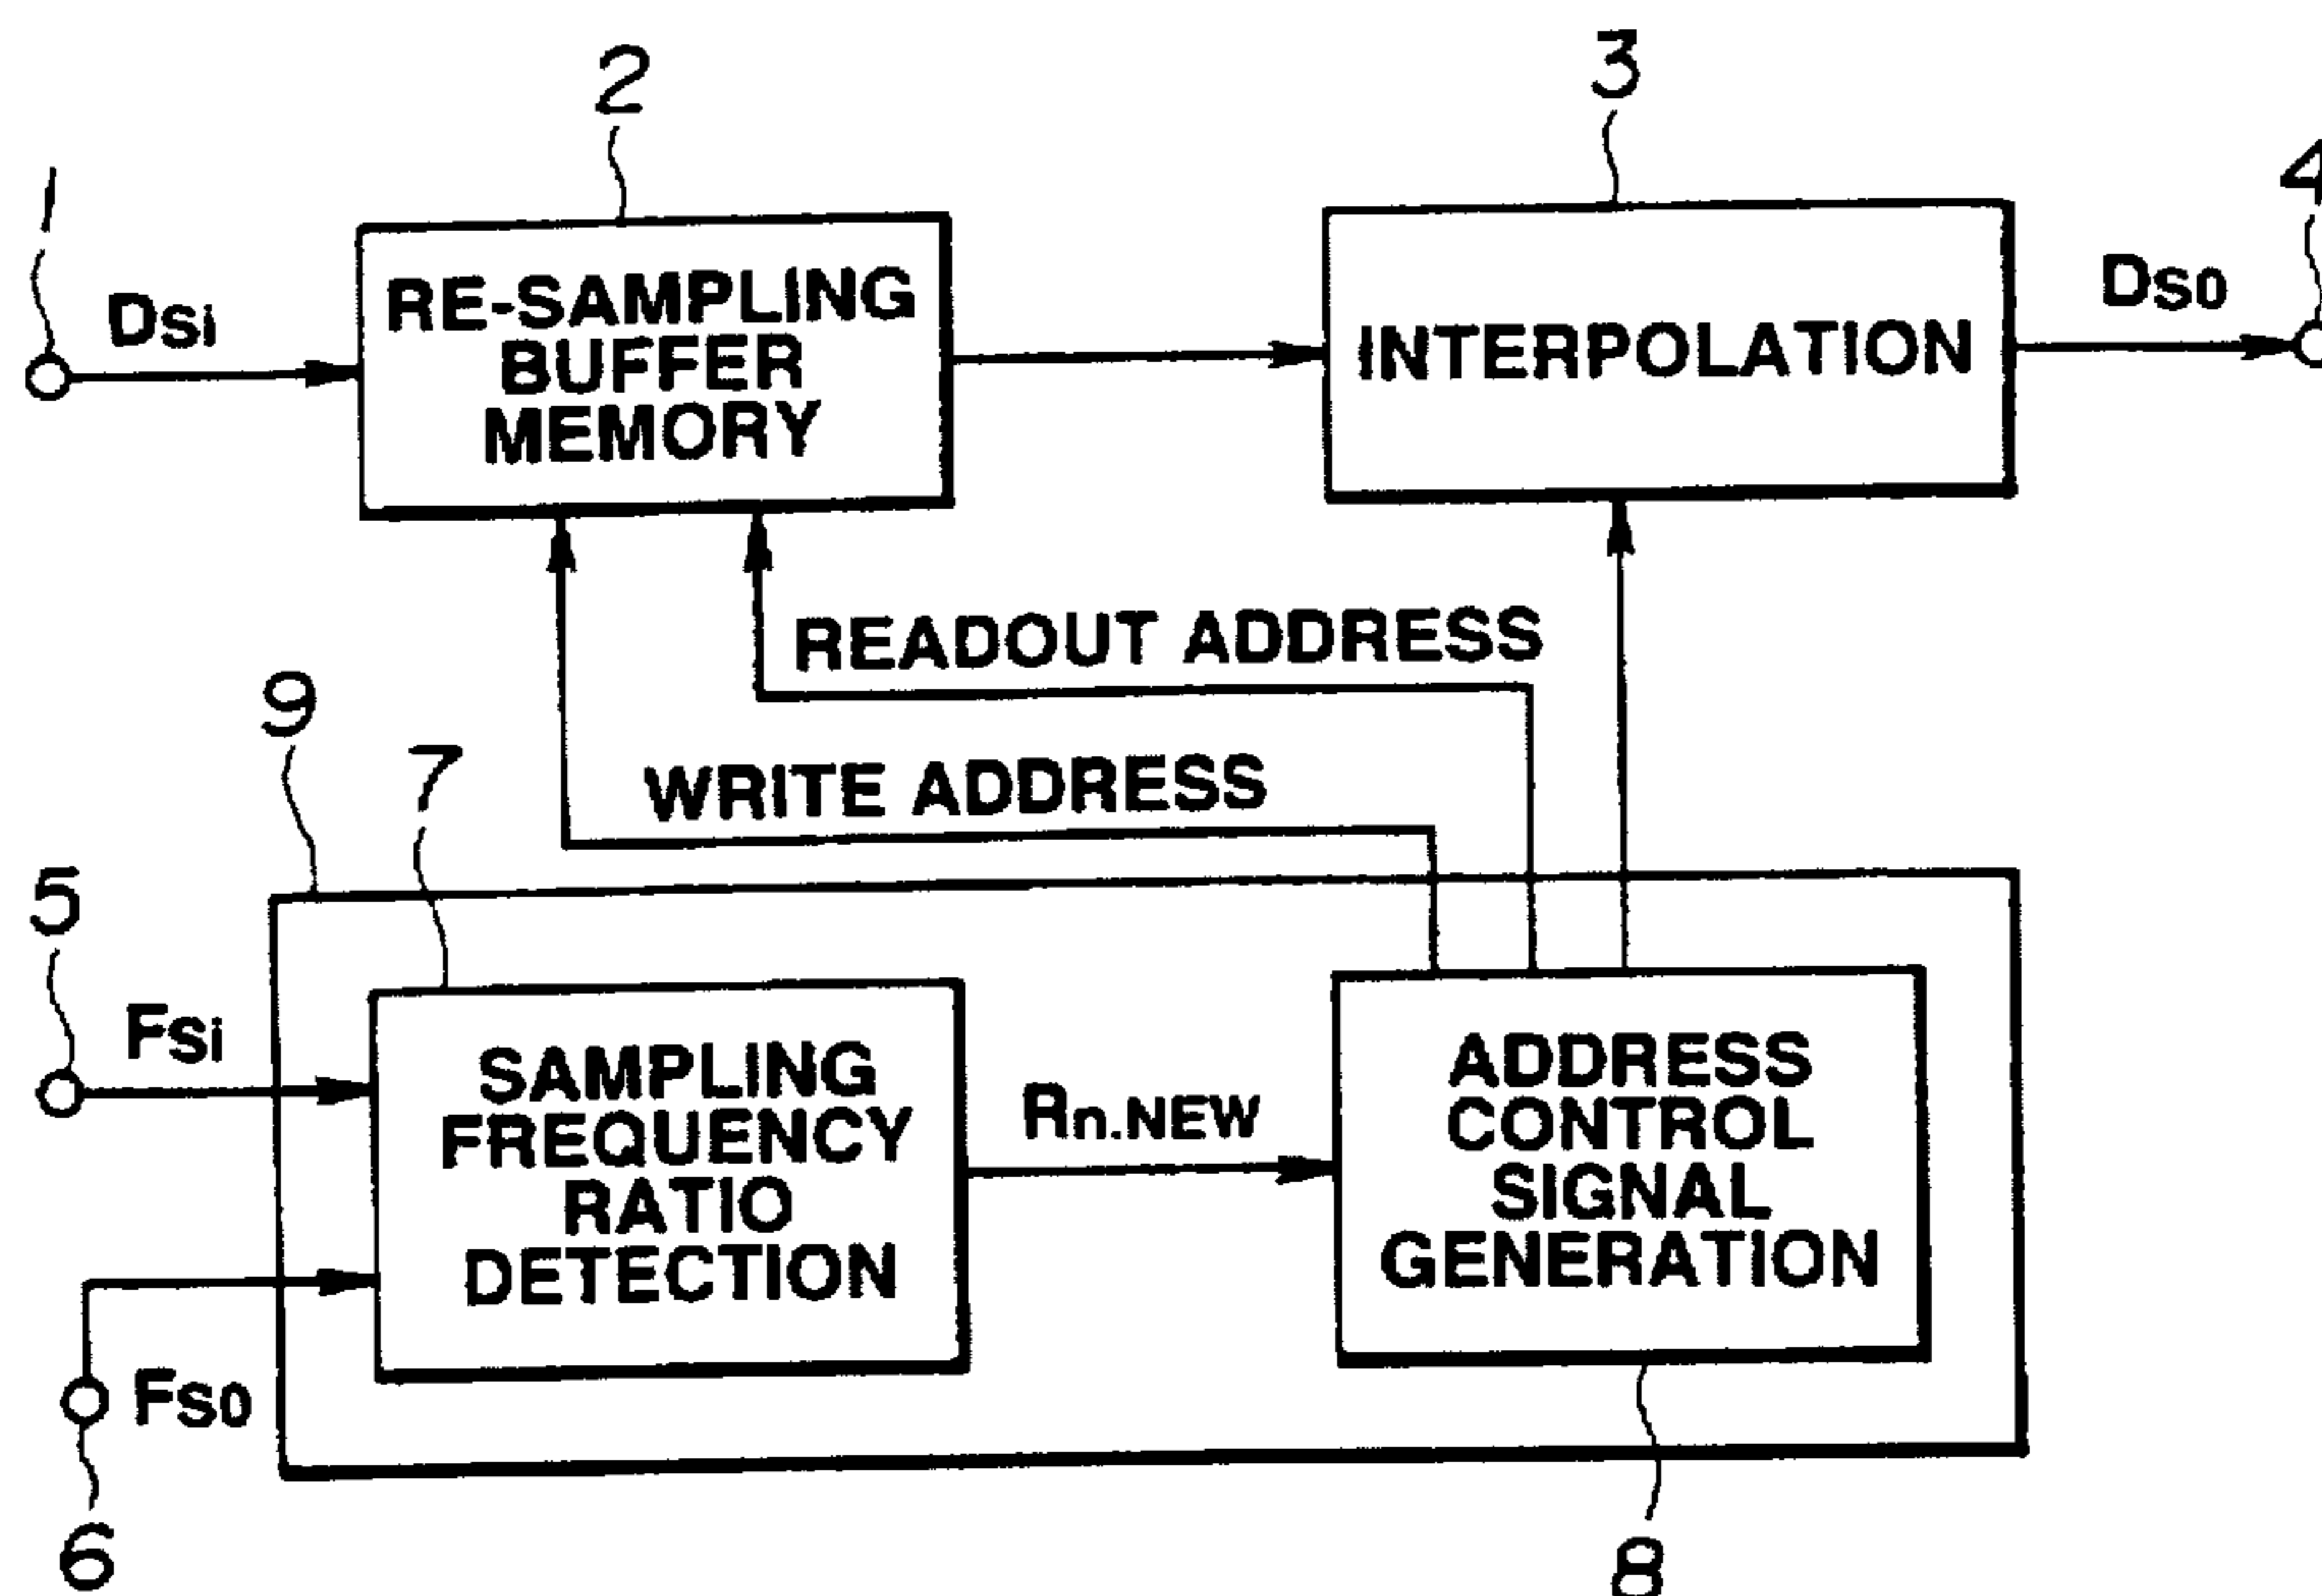 2
3
1
4
Dsi
RE-SAMPLING
BUFFER
MEMORY
INTERPOLATION
Ds0
READOUT ADDRESS
9
7
WRITE ADDRESS
5
Fsi
SAMPLING
FREQUENCY
RATIO
DETECTION
Rn.NEW
ADDRESS
CONTROL
SIGNAL
GENERATION
Fs0
6
8